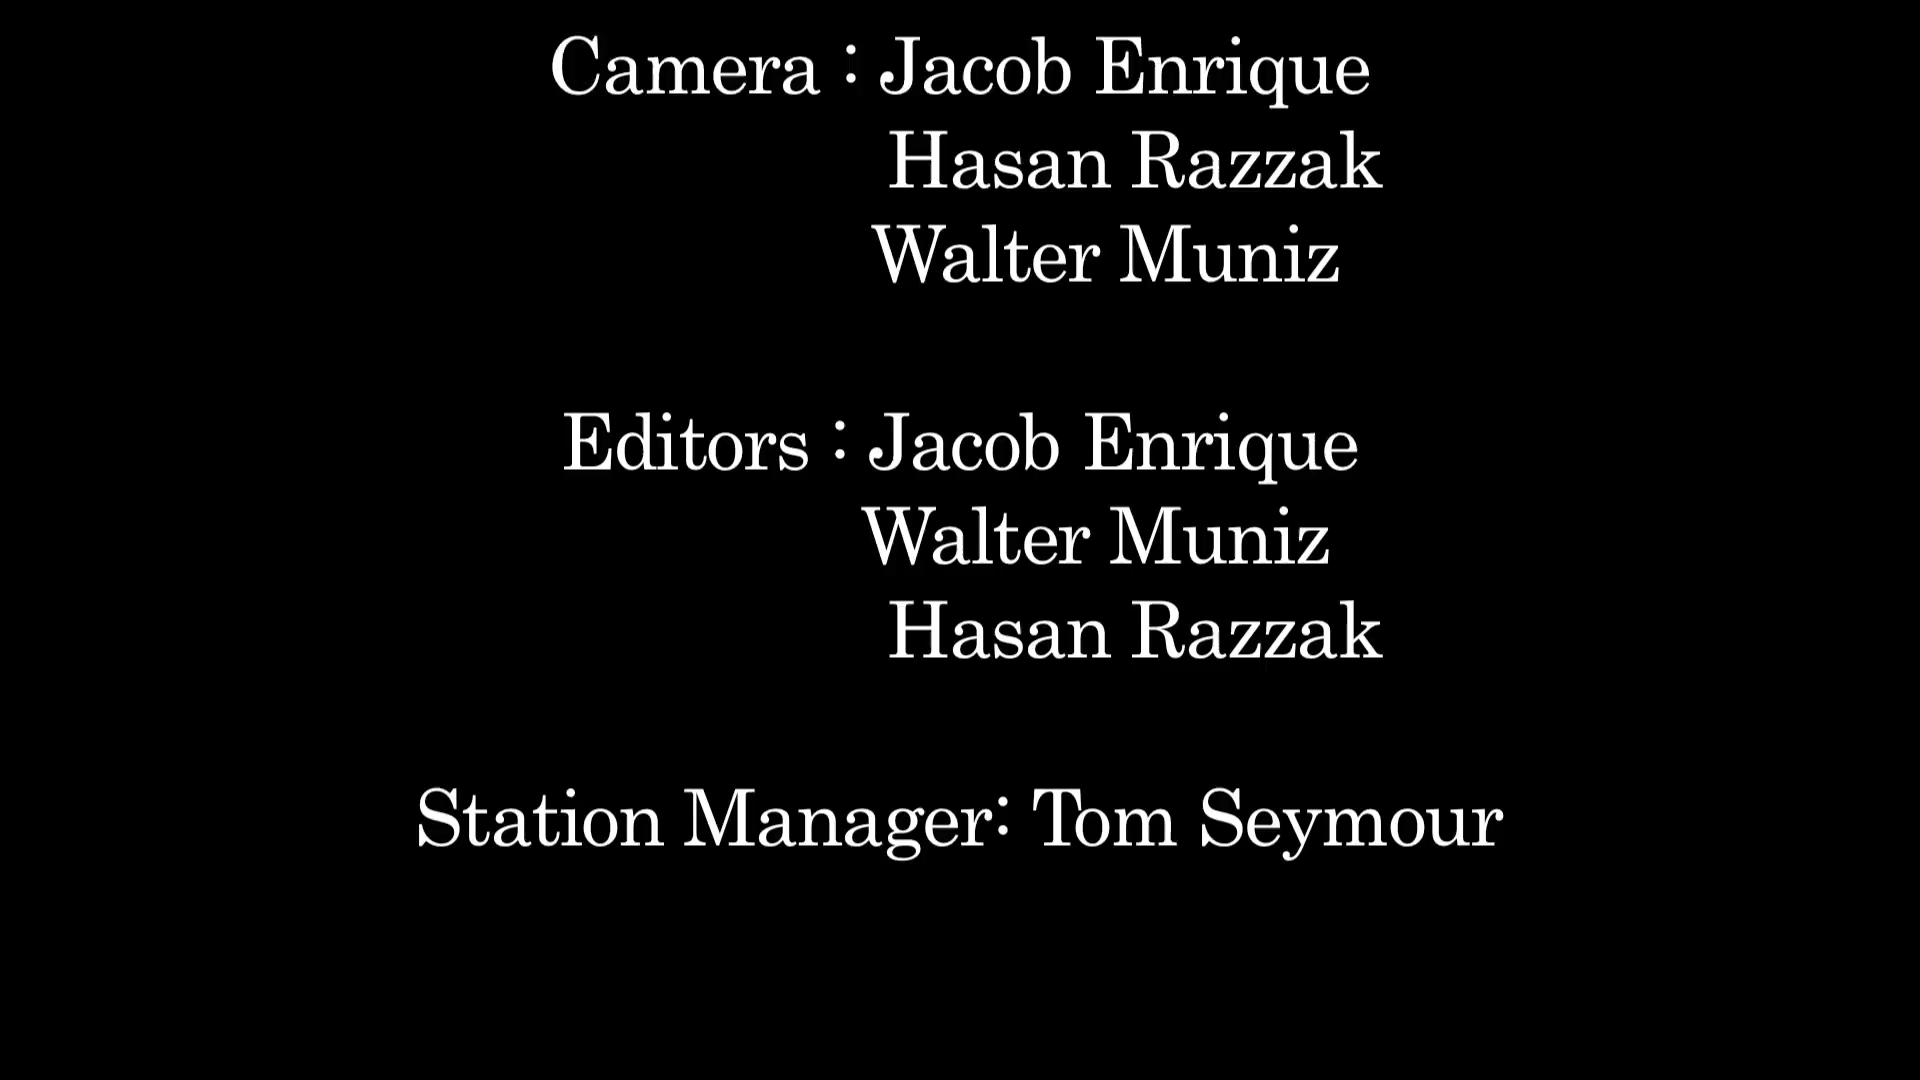 Camera : Jacob Enrique
Hasan Razzak
Walter Muniz
Editors : Jacob Enrique
Walter Muniz
Hasan Razzak
Station Manager: Tom Seymour